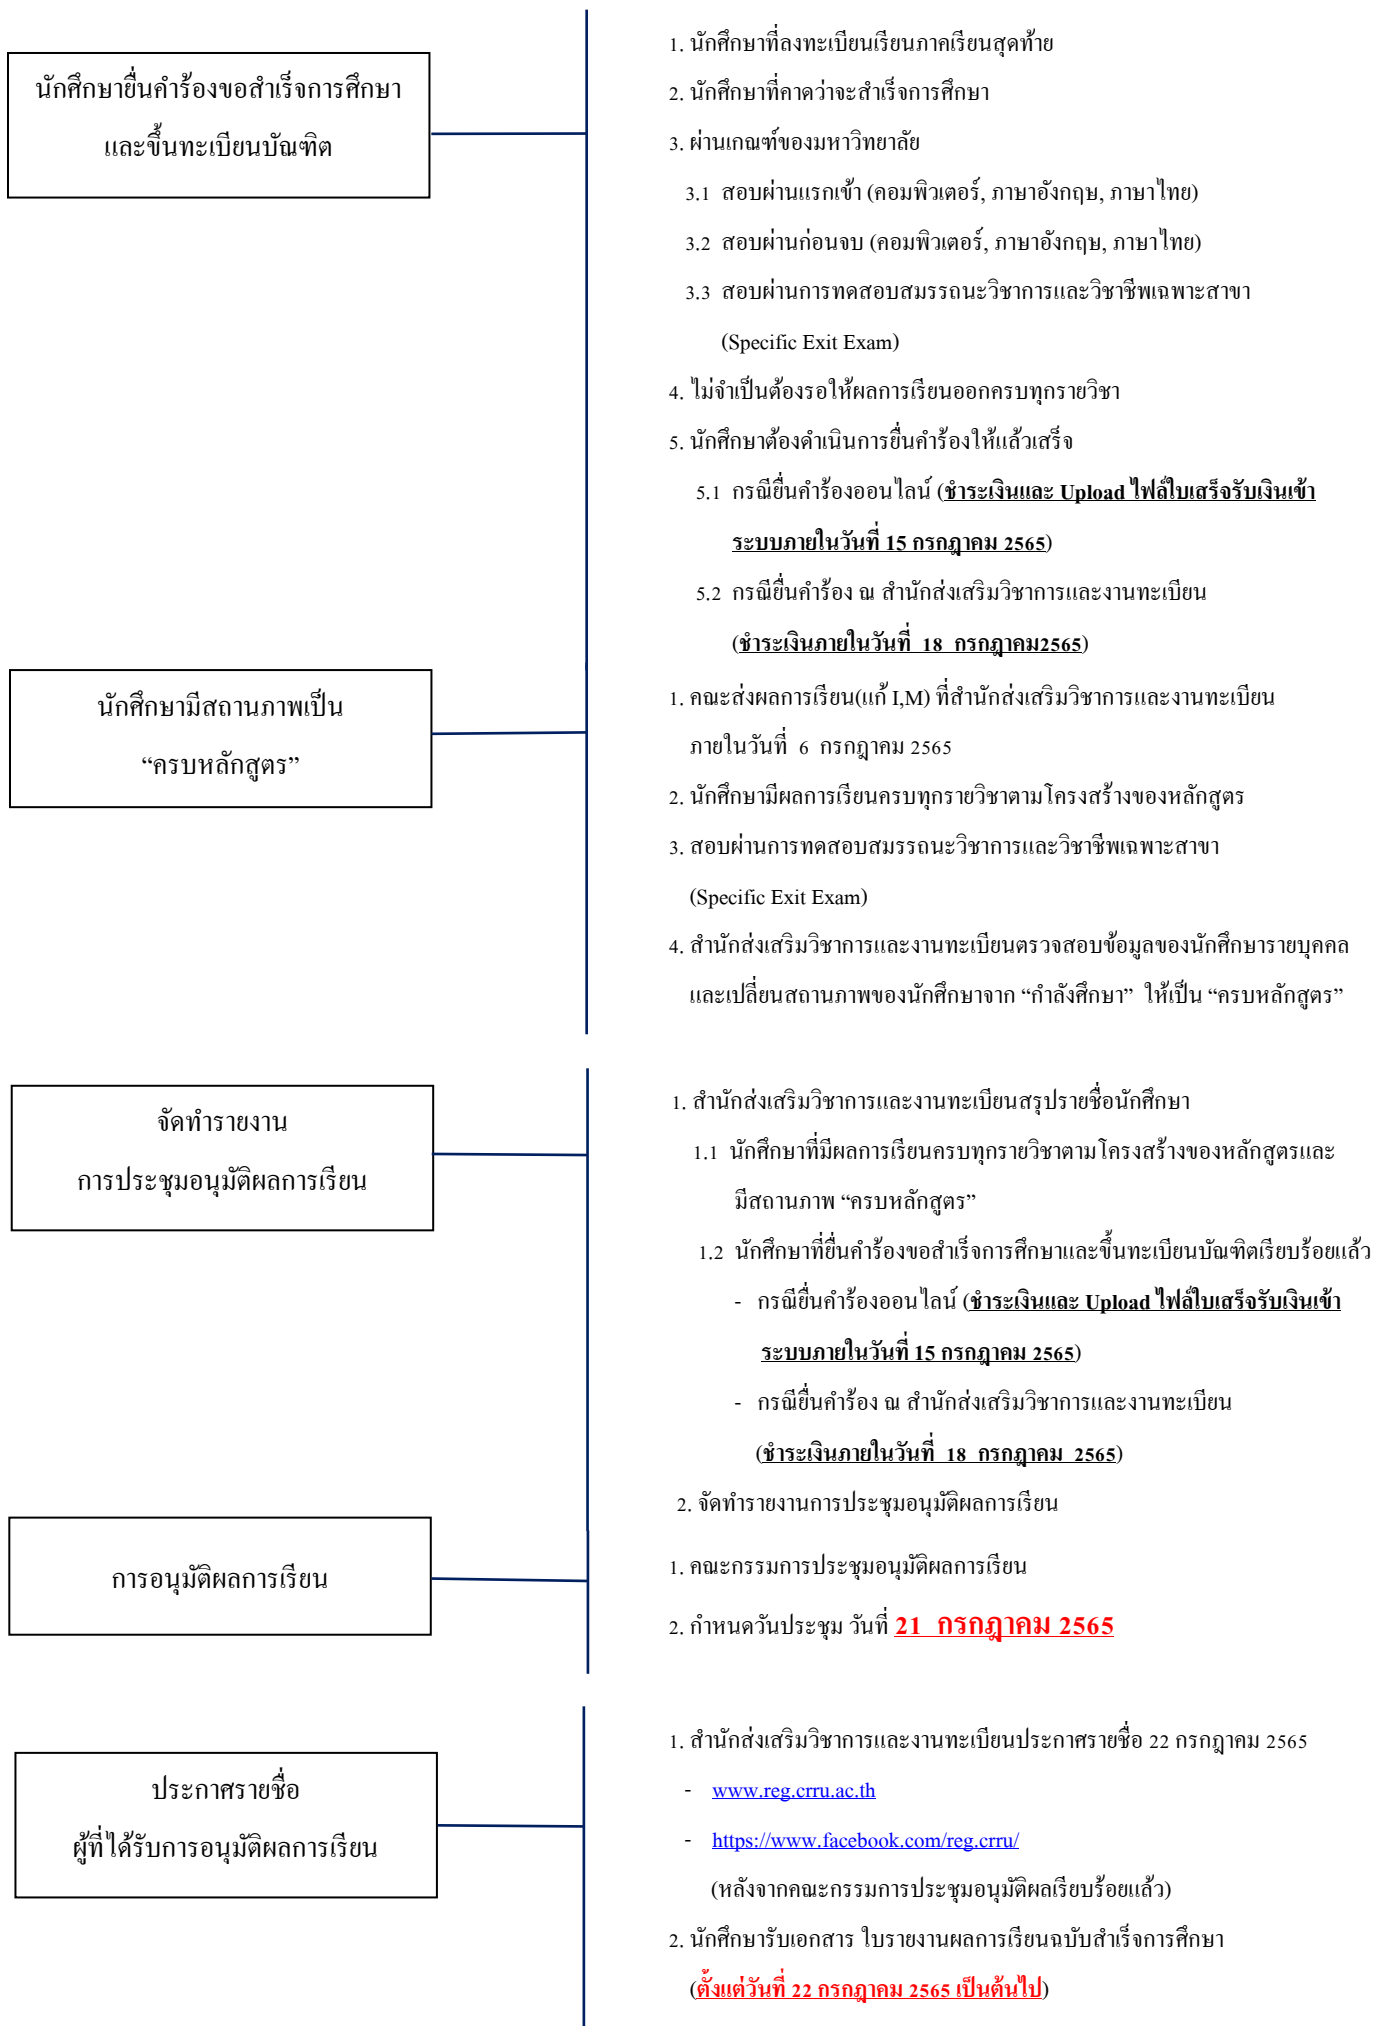 นักศึกษายื่นคำร้องขอสำเร็จการศึกษา
และขึ้นทะเบียนบัณฑิต
1. นักศึกษาที่ลงทะเบียนเรียนภาคเรียนสุดท้าย
2. นักศึกษาที่คาดว่าจะสำเร็จการศึกษา
3. ผ่านเกณฑ์ของมหาวิทยาลัย
3.1 สอบผ่านแรกเข้า (คอมพิวเตอร์, ภาษาอังกฤษ, ภาษาไทย)
3.2 สอบผ่านก่อนจบ (คอมพิวเตอร์, ภาษาอังกฤษ, ภาษาไทย)
3.3 สอบผ่านการทดสอบสมรรถนะวิชาการและวิชาชีพเฉพาะสาขา
(Specific Exit Exam)
4. ไม่จำเป็นต้องรอให้ผลการเรียนออกครบทุกรายวิชา
5. นักศึกษาต้องดำเนินการยื่นคำร้องให้แล้วเสร็จ
5.1 กรณียื่นคำร้องออนไลน์ (ชำระเงินและ Upload ไฟล์ใบเสร็จรับเงินเข้า
ระบบภายในวันที่ 15 กรกฎาคม 2565)
5.2 กรณียื่นคำร้อง ณ สำนักส่งเสริมวิชาการและงานทะเบียน
(ชำระเงินภายในวันที่ 18 กรกฎาคม2565)
นักศึกษามีสถานภาพเป็น
“ครบหลักสูตร”
1. คณะส่งผลการเรียน(แก้ I,M) ที่สำนักส่งเสริมวิชาการและงานทะเบียน
ภายในวันที่ 6 กรกฎาคม 2565
2. นักศึกษามีผลการเรียนครบทุกรายวิชาตามโครงสร้างของหลักสูตร
3. สอบผ่านการทดสอบสมรรถนะวิชาการและวิชาชีพเฉพาะสาขา
(Specific Exit Exam)
4. สำนักส่งเสริมวิชาการและงานทะเบียนตรวจสอบข้อมูลของนักศึกษารายบุคคล
และเปลี่ยนสถานภาพของนักศึกษาจาก “กำลังศึกษา” ให้เป็น “ครบหลักสูตร”
จัดทำรายงาน
การประชุมอนุมัติผลการเรียน
1. สำนักส่งเสริมวิชาการและงานทะเบียนสรุปรายชื่อนักศึกษา
1.1 นักศึกษาที่มีผลการเรียนครบทุกรายวิชาตามโครงสร้างของหลักสูตรและ
มีสถานภาพ “ครบหลักสูตร”
1.2 นักศึกษาที่ยื่นคำร้องขอสำเร็จการศึกษาและขึ้นทะเบียนบัณฑิตเรียบร้อยแล้ว
- กรณียื่นคำร้องออนไลน์ (ชำระเงินและ Upload ไฟล์ใบเสร็จรับเงินเข้า
ระบบภายในวันที่ 15 กรกฎาคม 2565)
- กรณียื่นคำร้อง ณ สำนักส่งเสริมวิชาการและงานทะเบียน
(ชำระเงินภายในวันที่ 18 กรกฎาคม 2565)
2. จัดทำรายงานการประชุมอนุมัติผลการเรียน
การอนุมัติผลการเรียน
1. คณะกรรมการประชุมอนุมัติผลการเรียน
2. กำหนดวันประชุม วันที่ 21 กรกฎาคม 2565
ประกาศรายชื่อ
ผู้ที่ได้รับการอนุมัติผลการเรียน
1. สำนักส่งเสริมวิชาการและงานทะเบียนประกาศรายชื่อ 22 กรกฎาคม 2565
- www.reg.crru.ac.th
- https://www.facebook.com/reg.crru/
(หลังจากคณะกรรมการประชุมอนุมัติผลเรียบร้อยแล้ว)
2. นักศึกษารับเอกสาร ใบรายงานผลการเรียนฉบับสำเร็จการศึกษา
(ตั้งแต่วันที่ 22 กรกฎาคม 2565 เป็นต้นไป)